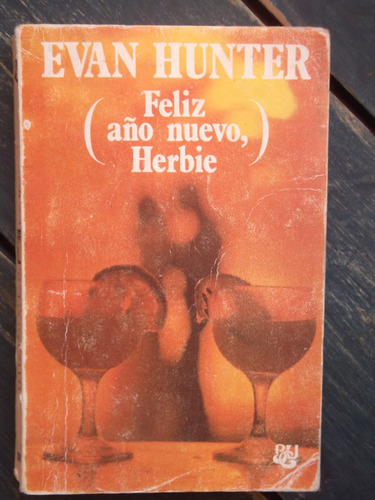 EVAN HUNTER
(Feliz
año nuevo,
Herbie)